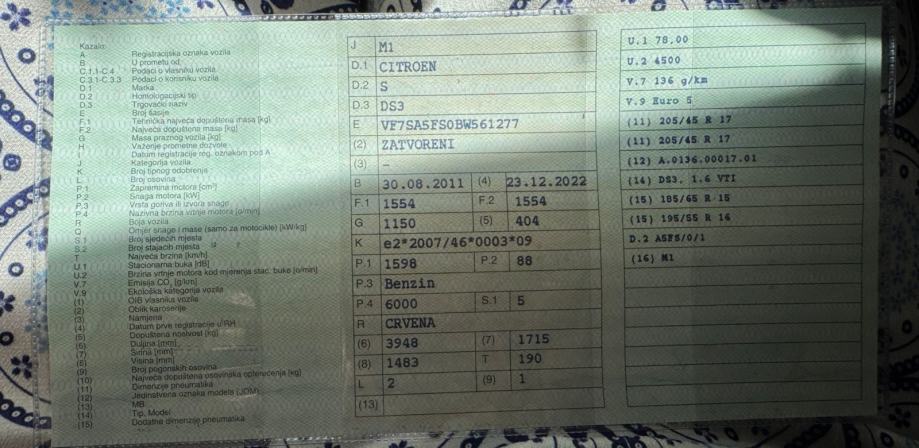 Kazalo:
A Registracijska oznaka vozila
B U prometu od
C.1.1-C.4 Podaci o vlasniku vozila
C.3.1-C.3.3 Podaci o korisniku vozila
D.1 Marka
D.2 Homologacijski tip
D.3 Trgovački naziv
E Broj šasije
F.1 Tehnička najveća dopuštena masa [kg]
F.2 Najveća dopuštena masa [kg]
G Masa praznog vozila [kg]
H Važenje prometne dozvole
I Datum registracije reg. oznakom pod A
J Kategorija vozila
K Broj tipnog odobrenja
L Broj osovina
P.1 Zapremina motora [cm³]
P.2 Snaga motora [kW]
P.3 Vrsta goriva ili izvora snage
P.4 Nazivna brzina vrtnje motora [o/min]
R Boja vozila
Q Omjer snage i mase (samo za motocikle) [kW/kg]
S.1 Broj sjedećih mjesta
S.2 Broj stajaćih mjesta
T Najveća brzina [km/h]
U.1 Stacionarna buka [dB]
U.2 Brzina vrtnje motora kod mjerenja stac. buke [o/min]
V.7 Emisija CO₂ [g/km]
V.9 Ekološka kategorija vozila
(1) OIB vlasnika vozila
(2) Oblik karoserije
(3) Namjena
(4) Datum prve registracije u RH
(5) Dopuštena nosivost [kg]
(6) Duljina [mm]
(7) Širina [mm]
(8) Visina [mm]
(9) Broj pogonskih osovina
(10) Najveća dopuštena osovinska opterećenja [kg]
(11) Dimenzije pneumatika
(12) Jedinstvena oznaka modela (JOM)
(13) MB
(14) Tip, Model
(15) Dodatne dimenzije pneumatika
J M1
D.1 CITROEN
D.2 S
D.3 DS3
E VF7SA5FS0BW561277
(2) ZATVORENI
(3) –
B 30.08.2011 (4) 23.12.2022
F.1 1554 F.2 1554
G 1150 (5) 404
K e2*2007/46*0003*09
P.1 1598 P.2 88
P.3 Benzin
P.4 6000 S.1 5
R CRVENA
(6) 3948 (7) 1715
(8) 1483 T 190
L 2 (9) 1
(13)
U.1 78,00
U.2 4500
V.7 136 g/km
V.9 Euro 5
(11) 205/45 R 17
(11) 205/45 R 17
(12) A.0136.00017.01
(14) DS3, 1.6 VTI
(15) 185/65 R 15
(15) 195/55 R 16
D.2 A5FS/0/1
(16) M1